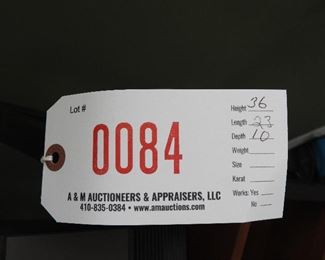 Lot #
0084
A & M AUCTIONEERS & APPRAISERS, LLC
410-835-0384 • www.amauctions.com
Height 36
Length 23
Depth 10
Weight
Size
Karat
Works: Yes
No